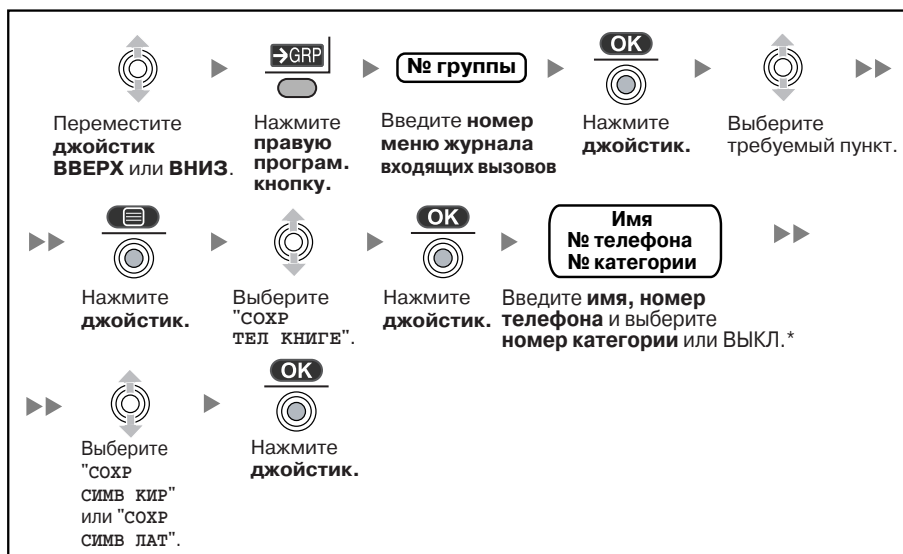 →GRP
№ группы
OK
Переместите
джойстик
ВВЕРХ или ВНИЗ.
Нажмите
правую
програм.
кнопку.
Введите номер
меню журнала
входящих вызовов
Нажмите
джойстик.
Выберите
требуемый пункт.
OK
Имя
№ телефона
№ категории
Нажмите
джойстик.
Выберите
"СОХР
ТЕЛ КНИГЕ".
Нажмите
джойстик.
Введите имя, номер
телефона и выберите
номер категории или ВЫКЛ.*
OK
Выберите
"СОХР
СИМВ КИР"
или "СОХР
СИМВ ЛАТ".
Нажмите
джойстик.